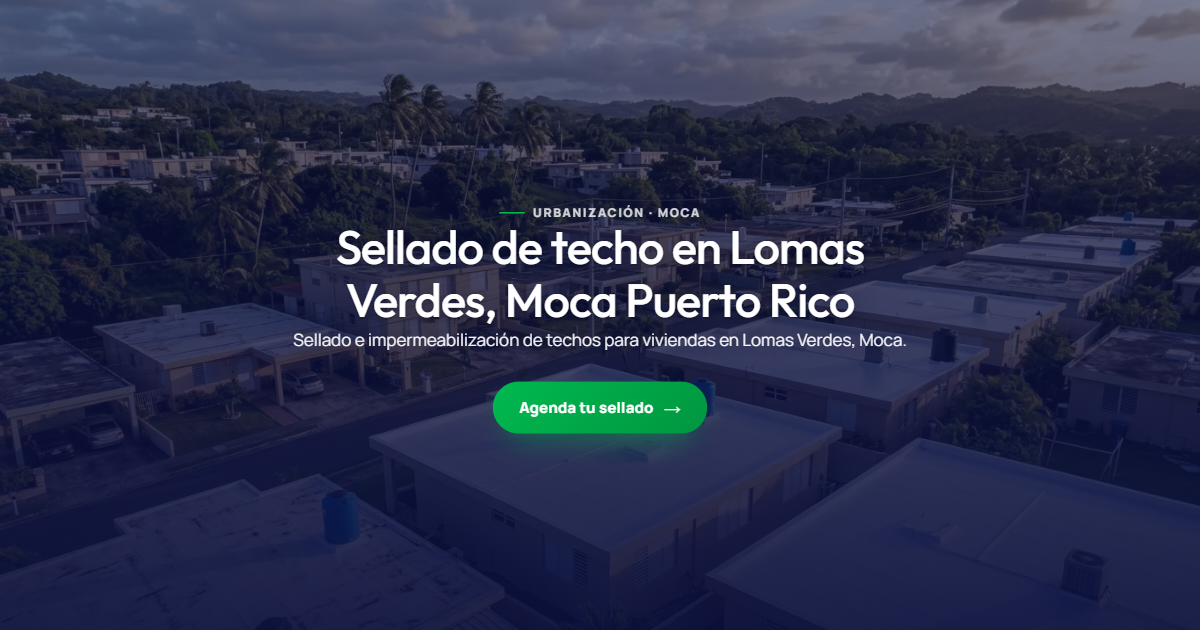 URBANIZACIÓN · MOCA
Sellado de techo en Lomas
Verdes, Moca Puerto Rico
Sellado e impermeabilización de techos para viviendas en Lomas Verdes, Moca.
Agenda tu sellado →